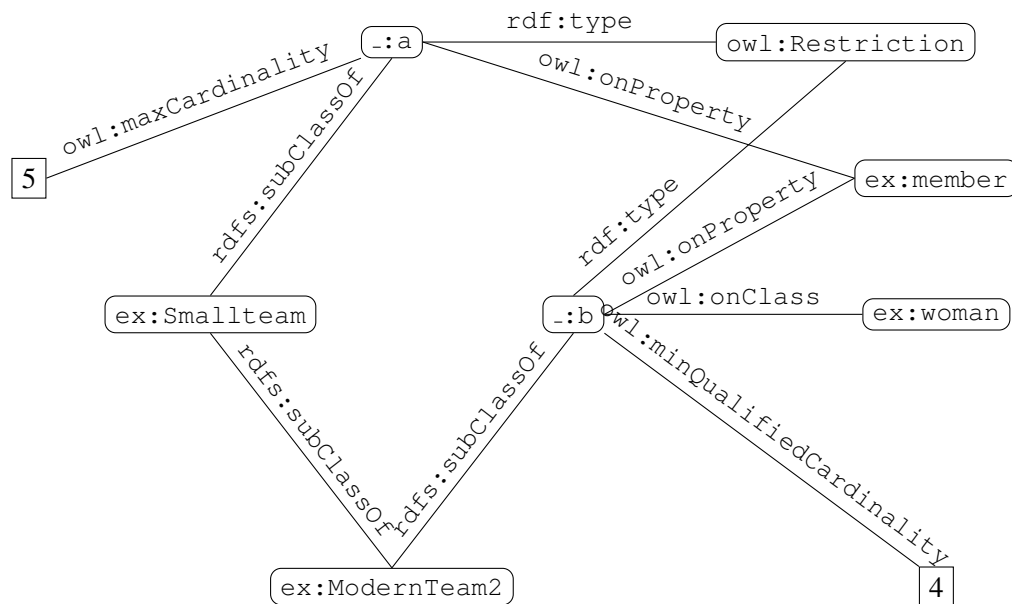 _:a
rdf:type
owl:Restriction
owl:maxCardinality
rdfs:subClassOf
owl:onProperty
5
ex:member
rdf:type
owl:onProperty
ex:Smallteam
_:b
owl:onClass
ex:woman
rdfs:subClassOf
rdfs:subClassOf
owl:minQualifiedCardinality
ex:ModernTeam2
4